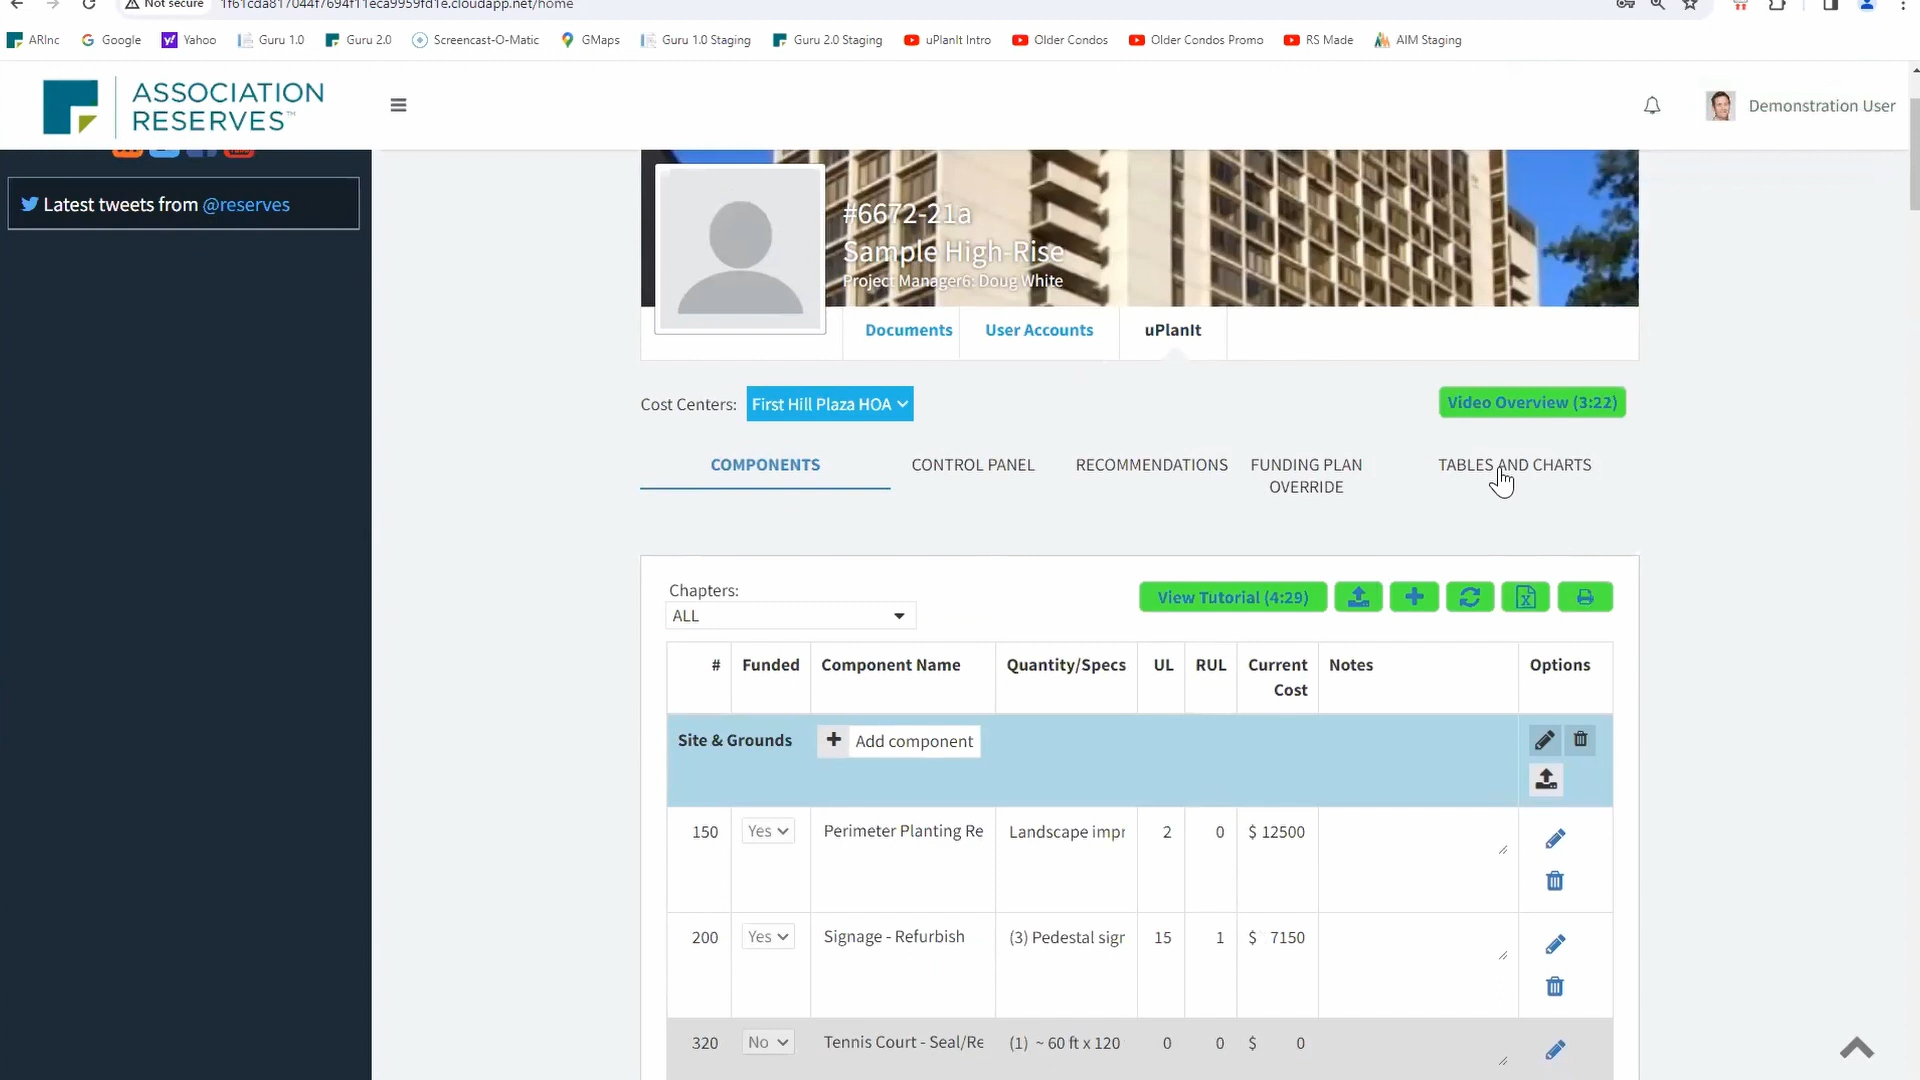 Not secure
1f61cda817044f7694f11eca9959fd1e.cloudapp.net/home
ARInc
Google
Yahoo
Guru 1.0
Guru 2.0
Screencast-O-Matic
GMaps
Guru 1.0 Staging
Guru 2.0 Staging
uPlanIt Intro
Older Condos
Older Condos Promo
RS Made
AIM Staging
ASSOCIATION
RESERVES™
Demonstration User
Latest tweets from @reserves
#6672-21a
Sample High-Rise
Project Manager6: Doug White
Documents
User Accounts
uPlanIt
Cost Centers:
First Hill Plaza HOA
Video Overview (3:22)
COMPONENTS
CONTROL PANEL
RECOMMENDATIONS
FUNDING PLAN
OVERRIDE
TABLES AND CHARTS
Chapters:
ALL
View Tutorial (4:29)
# Funded Component Name Quantity/Specs UL RUL Current Notes Options
Cost
Site & Grounds
Add component
150 Yes Perimeter Planting Re Landscape impr 2 0 $ 12500
200 Yes Signage - Refurbish (3) Pedestal sigr 15 1 $ 7150
320 No Tennis Court - Seal/Re (1) ~ 60 ft x 120 0 0 $ 0